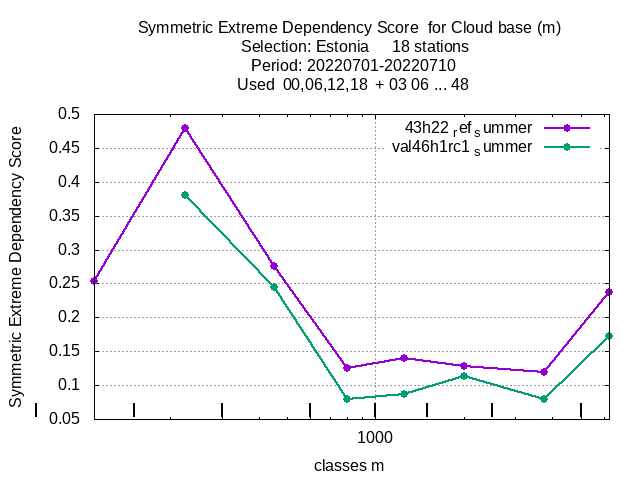 Symmetric Extreme Dependency Score for Cloud base (m)
Selection: Estonia 18 stations
Period: 20220701-20220710
Used 00,06,12,18 + 03 06 ... 48
43h22 ref summer
val46h1rc1 summer
Symmetric Extreme Dependency Score
0.5
0.45
0.4
0.35
0.3
0.25
0.2
0.15
0.1
0.05
1000
classes m